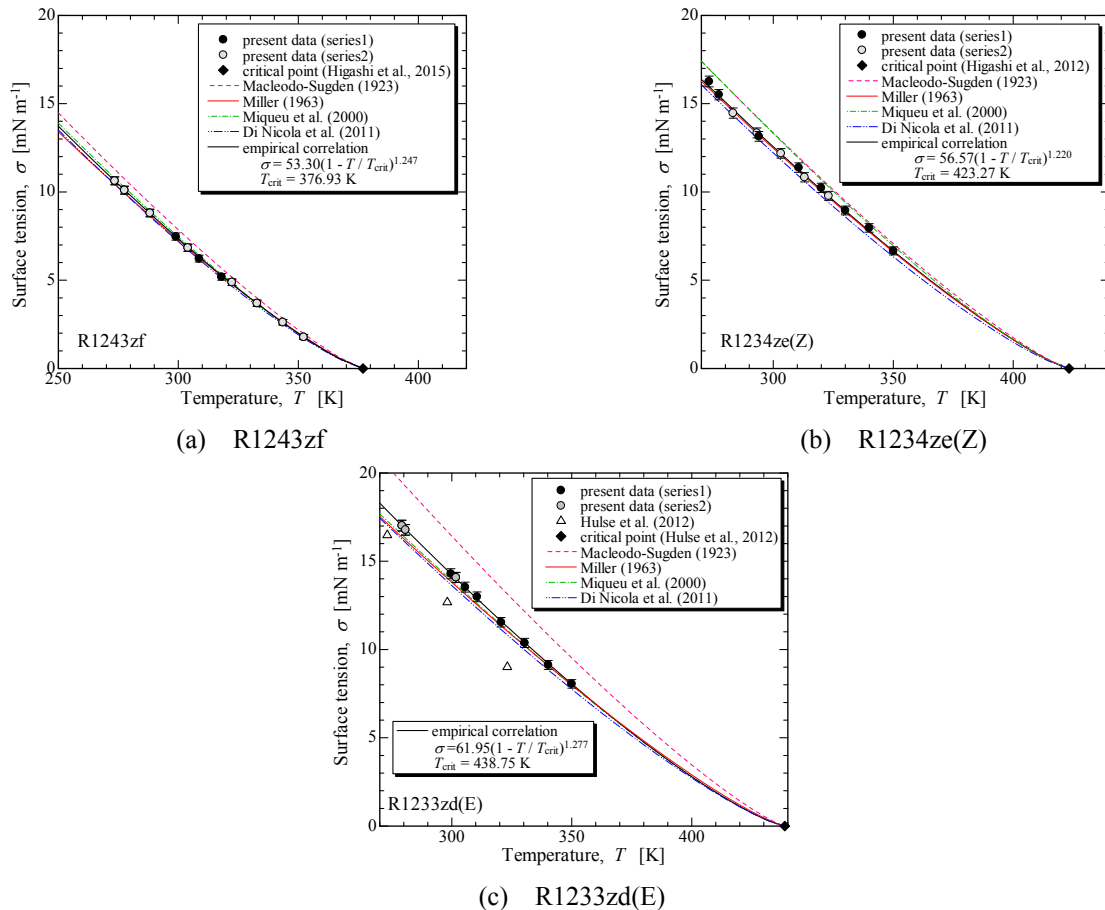 20
15
10
5
0
250
300
350
400
Surface tension, σ [mN m⁻¹]
Temperature, T [K]
present data (series1)
present data (series2)
critical point (Higashi et al., 2015)
Macleodo-Sugden (1923)
Miller (1963)
Miqueu et al. (2000)
Di Nicola et al. (2011)
empirical correlation
σ = 53.30(1 - T / Tcrit)^1.247
Tcrit = 376.93 K
R1243zf
(a) R1243zf
20
15
10
5
0
300
350
400
Surface tension, σ [mN m⁻¹]
Temperature, T [K]
present data (series1)
present data (series2)
critical point (Higashi et al., 2012)
Macleodo-Sugden (1923)
Miller (1963)
Miqueu et al. (2000)
Di Nicola et al. (2011)
empirical correlation
σ = 56.57(1 - T / Tcrit)^1.220
Tcrit = 423.27 K
R1234ze(Z)
(b) R1234ze(Z)
20
15
10
5
0
300
350
400
Surface tension, σ [mN m⁻¹]
Temperature, T [K]
present data (series1)
present data (series2)
Hulse et al. (2012)
critical point (Hulse et al., 2012)
Macleodo-Sugden (1923)
Miller (1963)
Miqueu et al. (2000)
Di Nicola et al. (2011)
empirical correlation
σ =61.95(1 - T / Tcrit)^1.277
Tcrit = 438.75 K
R1233zd(E)
(c) R1233zd(E)